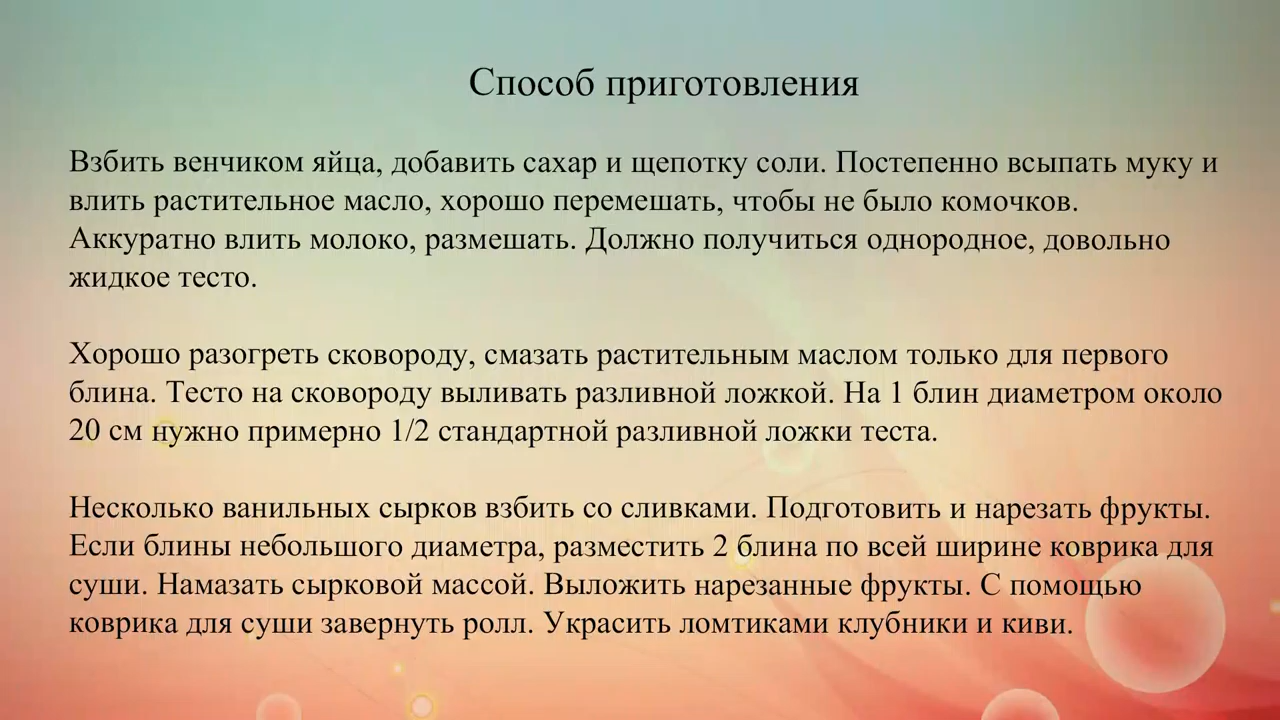 Способ приготовления
Взбить венчиком яйца, добавить сахар и щепотку соли. Постепенно всыпать муку и
влить растительное масло, хорошо перемешать, чтобы не было комочков.
Аккуратно влить молоко, размешать. Должно получиться однородное, довольно
жидкое тесто.
Хорошо разогреть сковороду, смазать растительным маслом только для первого
блина. Тесто на сковороду выливать разливной ложкой. На 1 блин диаметром около
20 см нужно примерно 1/2 стандартной разливной ложки теста.
Несколько ванильных сырков взбить со сливками. Подготовить и нарезать фрукты.
Если блины небольшого диаметра, разместить 2 блина по всей ширине коврика для
суши. Намазать сырковой массой. Выложить нарезанные фрукты. С помощью
коврика для суши завернуть ролл. Украсить ломтиками клубники и киви.